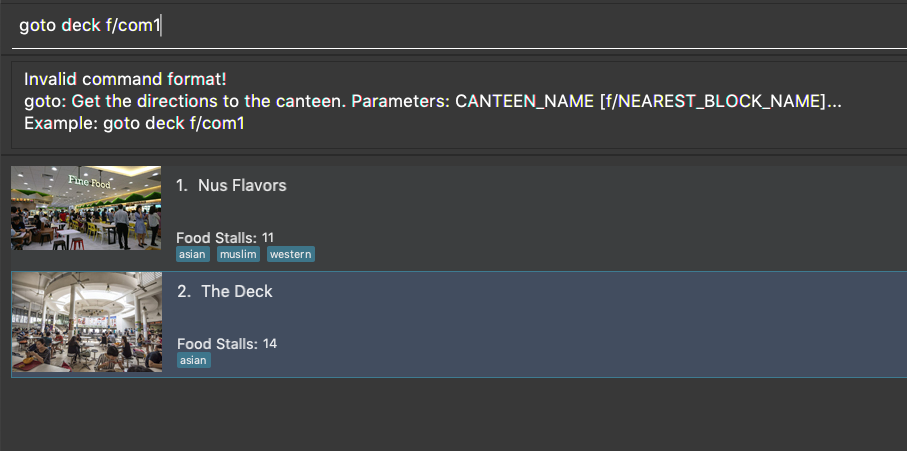 goto deck f/com1
Invalid command format!
goto: Get the directions to the canteen. Parameters: CANTEEN_NAME [f/NEAREST_BLOCK_NAME]...
Example: goto deck f/com1
Fine Food
1. Nus Flavors
Food Stalls: 11
asian muslim western
2. The Deck
Food Stalls: 14
asian